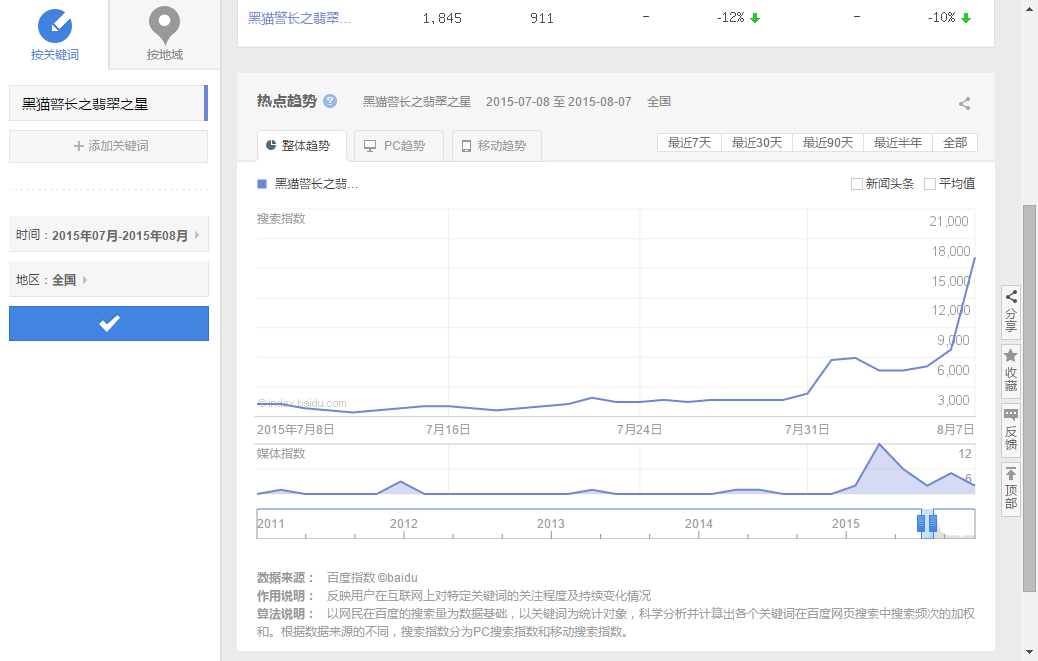 按关键词
按地域
黑猫警长之翡翠之星
添加关键词
时间：2015年07月-2015年08月
地区：全国
黑猫警长之翡翠... 1,845 911 - -12% - -10%
热点趋势 黑猫警长之翡翠之星 2015-07-08 至 2015-08-07 全国
整体趋势 PC趋势 移动趋势 最近7天 最近30天 最近90天 最近半年 全部
黑猫警长之翡... 新闻头条 平均值
搜索指数
21,000
18,000
15,000
12,000
9,000
6,000
3,000
©index.baidu.com
2015年7月8日 7月16日 7月24日 7月31日 8月7日
媒体指数
12
6
2011 2012 2013 2014 2015
数据来源： 百度指数 ©baidu
作用说明： 反映用户在互联网上对特定关键词的关注程度及持续变化情况
算法说明： 以网民在百度的搜索量为数据基础，以关键词为统计对象，科学分析并计算出各个关键词在百度网页搜索中搜索频次的加权
和。根据数据来源的不同，搜索指数分为PC搜索指数和移动搜索指数。
分享
收藏
反馈
顶部